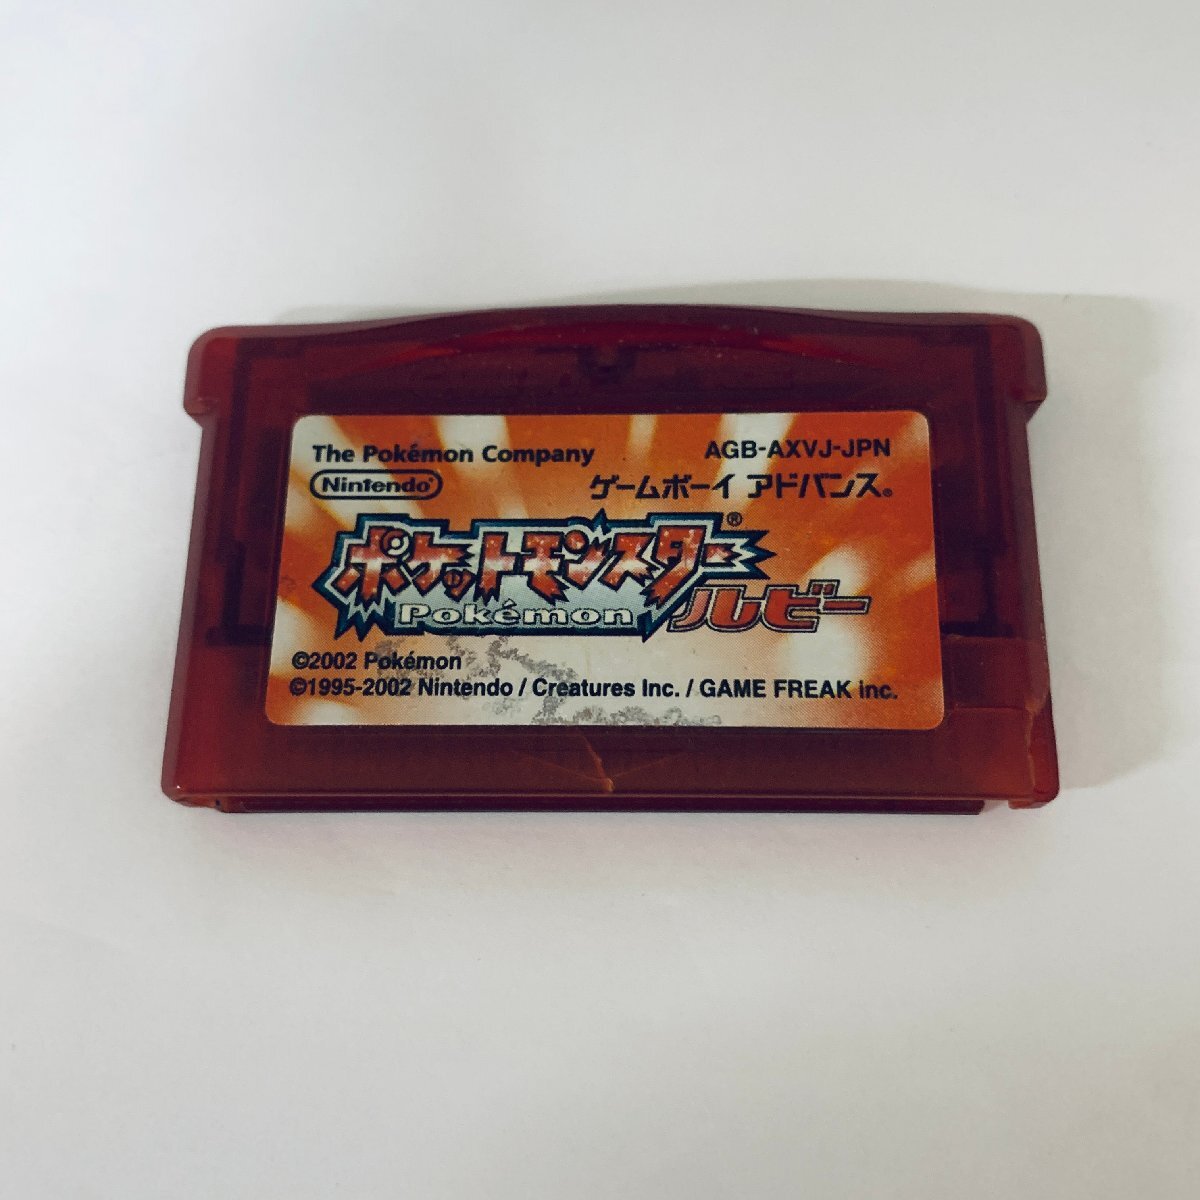 The Pokémon Company AGB-AXVJ-JPN
Nintendo® ゲームボーイ アドバンス®
ポケットモンスター®
Pokémon ルビー
©2002 Pokémon
©1995-2002 Nintendo / Creatures Inc. / GAME FREAK inc.